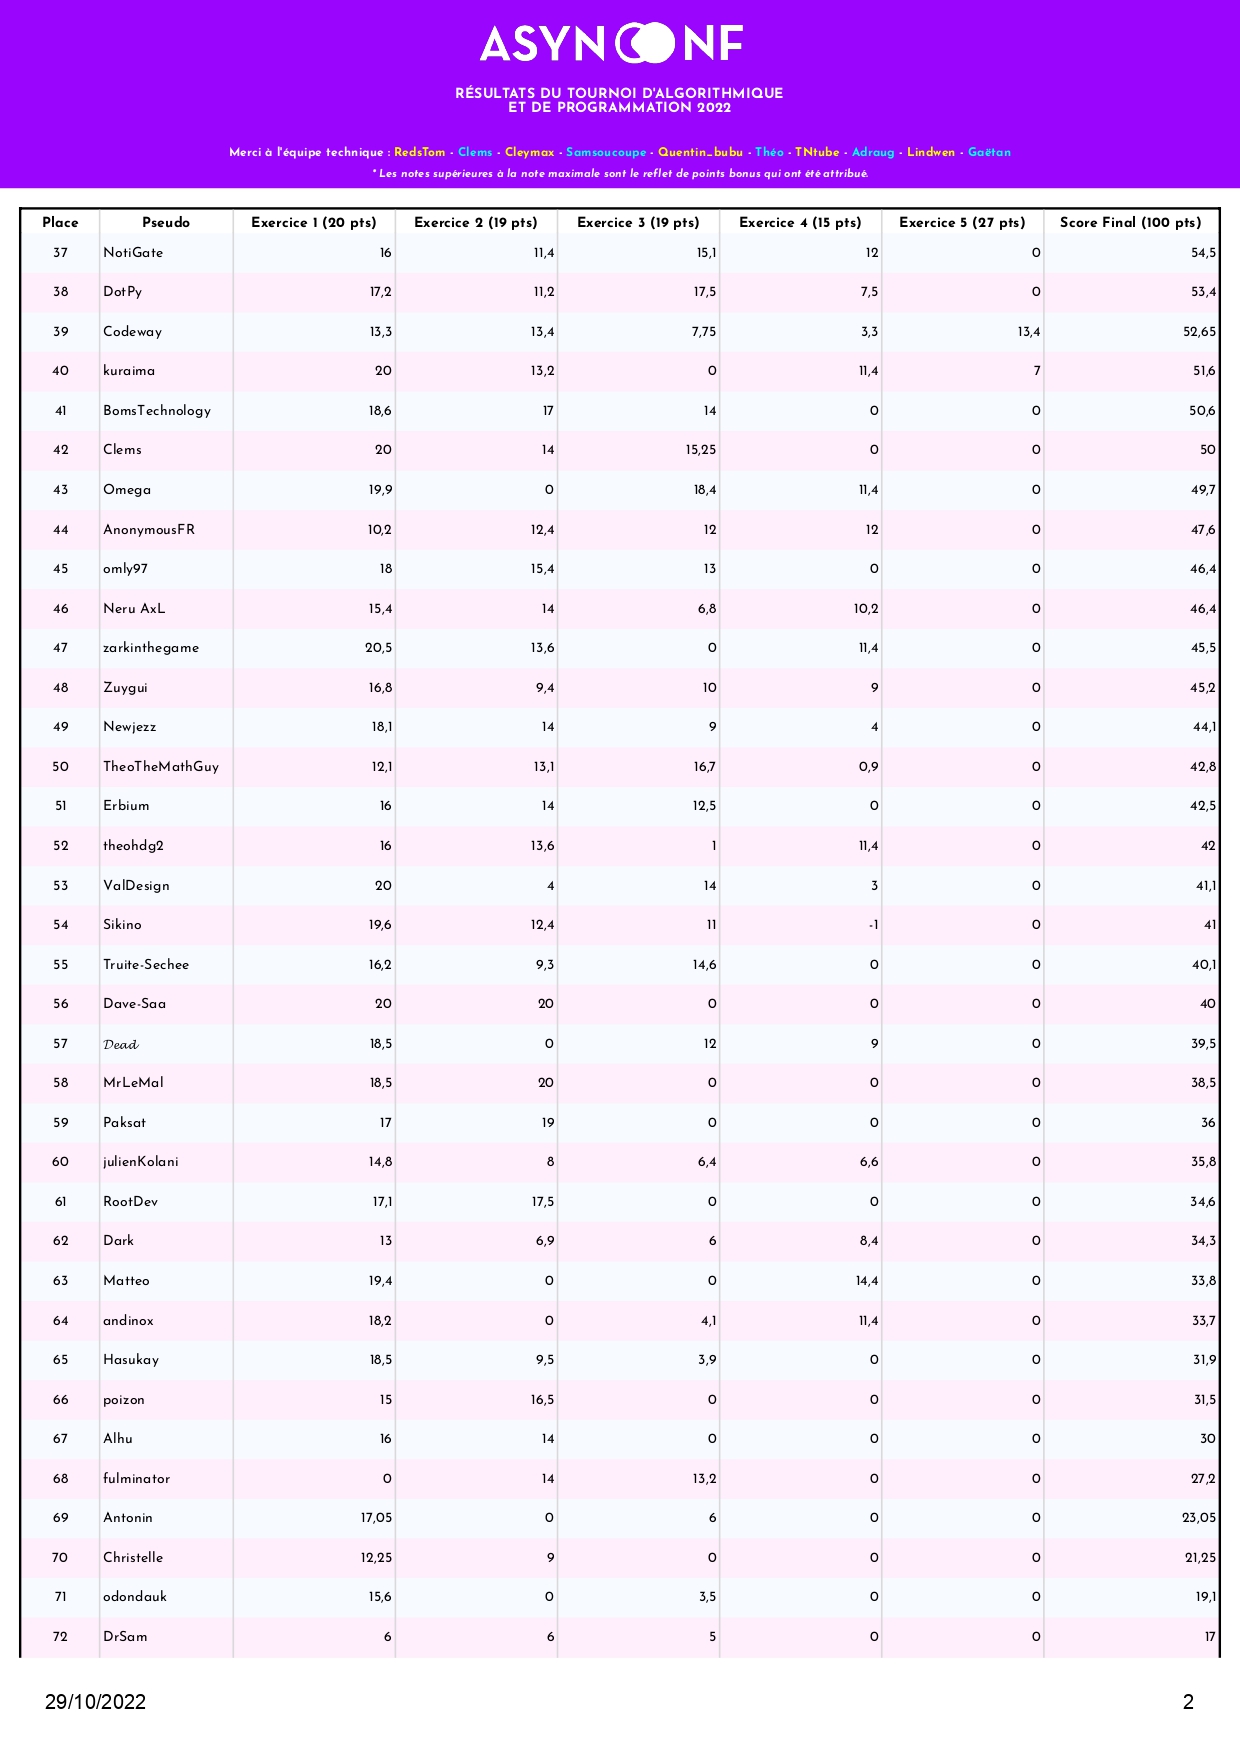 ASYNCONF
RÉSULTATS DU TOURNOI D'ALGORITHMIQUE
ET DE PROGRAMMATION 2022
Merci à l'équipe technique : RedsTom - Clems - Cleymax - Samsoucoupe - Quentin_bubu - Théo - TNtube - Adraug - Lindwen - Gaëtan
* Les notes supérieures à la note maximale sont le reflet de points bonus qui ont été attribué.
Place Pseudo Exercice 1 (20 pts) Exercice 2 (19 pts) Exercice 3 (19 pts) Exercice 4 (15 pts) Exercice 5 (27 pts) Score Final (100 pts)
37 NotiGate 16 11,4 15,1 12 0 54,5
38 DotPy 17,2 11,2 17,5 7,5 0 53,4
39 Codeway 13,3 13,4 7,75 3,3 13,4 52,65
40 kuraima 20 13,2 0 11,4 7 51,6
41 BomsTechnology 18,6 17 14 0 0 50,6
42 Clems 20 14 15,25 0 0 50
43 Omega 19,9 0 18,4 11,4 0 49,7
44 AnonymousFR 10,2 12,4 12 12 0 47,6
45 omly97 18 15,4 13 0 0 46,4
46 Neru AxL 15,4 14 6,8 10,2 0 46,4
47 zarkinthegame 20,5 13,6 0 11,4 0 45,5
48 Zuygui 16,8 9,4 10 9 0 45,2
49 Newjezz 18,1 14 9 4 0 44,1
50 TheoTheMathGuy 12,1 13,1 16,7 0,9 0 42,8
51 Erbium 16 14 12,5 0 0 42,5
52 theohdg2 16 13,6 1 11,4 0 42
53 ValDesign 20 4 14 3 0 41,1
54 Sikino 19,6 12,4 11 -1 0 41
55 Truite-Sechee 16,2 9,3 14,6 0 0 40,1
56 Dave-Saa 20 20 0 0 0 40
57 𝓓𝓮𝓪𝓭 18,5 0 12 9 0 39,5
58 MrLeMal 18,5 20 0 0 0 38,5
59 Paksat 17 19 0 0 0 36
60 julienKolani 14,8 8 6,4 6,6 0 35,8
61 RootDev 17,1 17,5 0 0 0 34,6
62 Dark 13 6,9 6 8,4 0 34,3
63 Matteo 19,4 0 0 14,4 0 33,8
64 andinox 18,2 0 4,1 11,4 0 33,7
65 Hasukay 18,5 9,5 3,9 0 0 31,9
66 poizon 15 16,5 0 0 0 31,5
67 Alhu 16 14 0 0 0 30
68 fulminator 0 14 13,2 0 0 27,2
69 Antonin 17,05 0 6 0 0 23,05
70 Christelle 12,25 9 0 0 0 21,25
71 odondauk 15,6 0 3,5 0 0 19,1
72 DrSam 6 6 5 0 0 17
29/10/2022 2